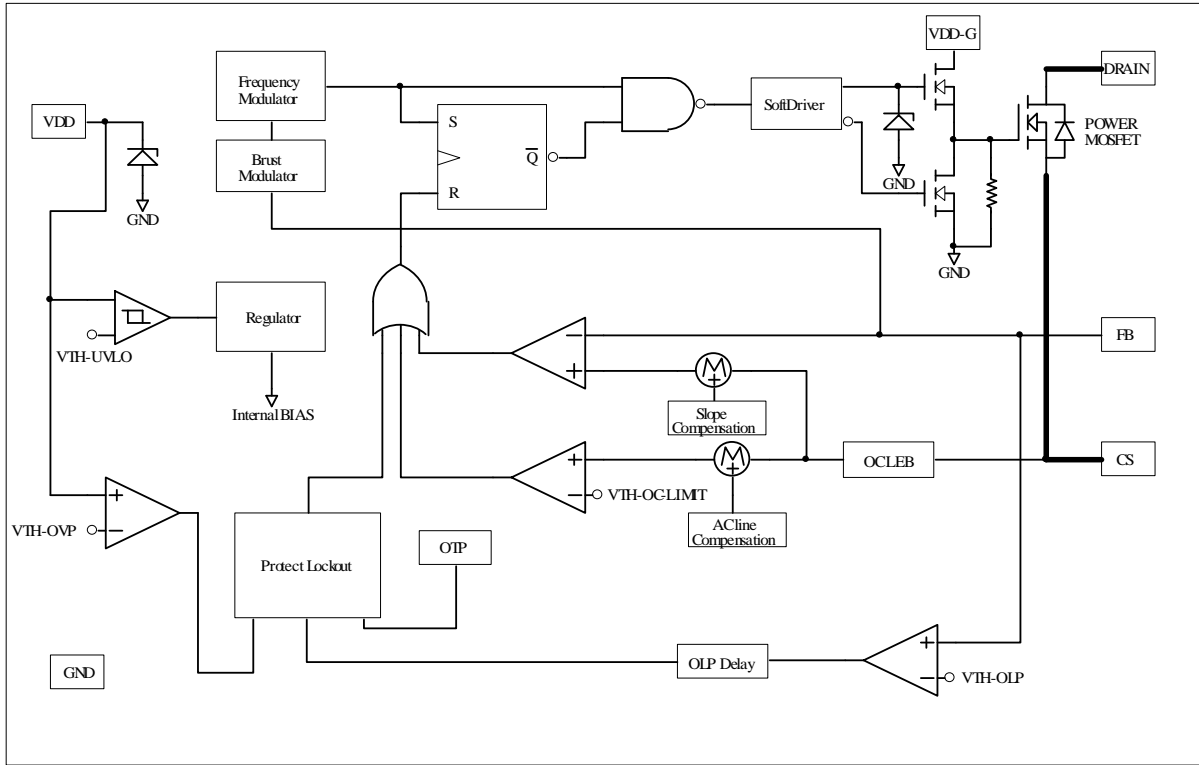 VDD-G
Frequency
Modulator
SoftDriver
DRAIN
VDD
S
Q
R
POWER
MOSFET
Brust
Modulator
GND
GND
GND
Regulator
VTH-UVLO
Internal BIAS
FB
Slope
Compensation
OCLEB
CS
VTH-OC-LIMIT
ACline
Compensation
VTH-OVP
Protect Lockout
OTP
GND
OLP Delay
VTH-OLP